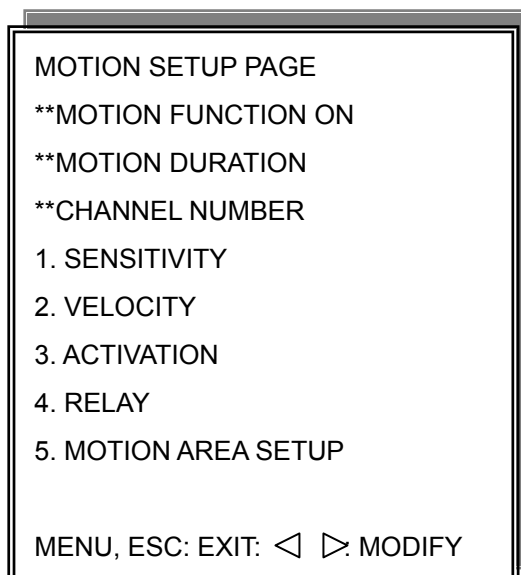 MOTION SETUP PAGE
**MOTION FUNCTION ON
**MOTION DURATION
**CHANNEL NUMBER
1. SENSITIVITY
2. VELOCITY
3. ACTIVATION
4. RELAY
5. MOTION AREA SETUP
MENU, ESC: EXIT: ◁ ▷: MODIFY